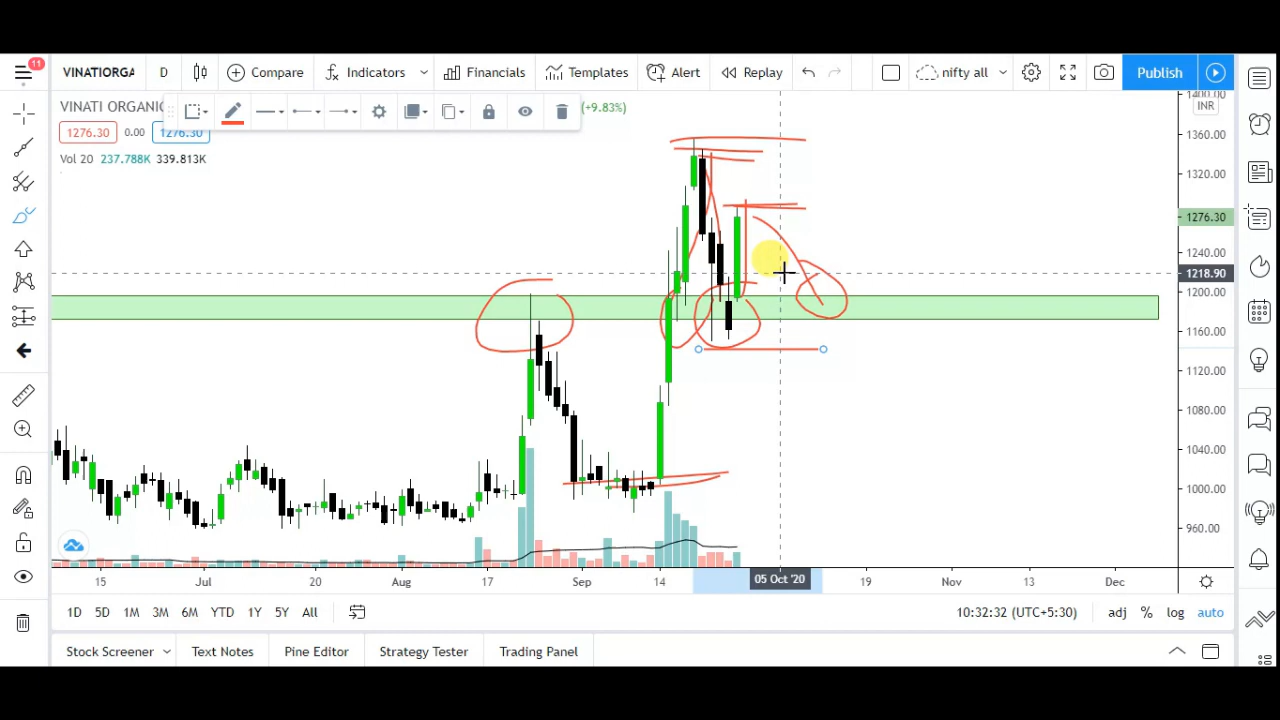 11
VINATIORGA D Compare Indicators Financials Templates Alert Replay nifty all Publish
VINATI ORGANIC (+9.83%)
1276.30 0.00 1276.30
Vol 20 237.788K 339.813K
1400.00
INR
1360.00
1320.00
1276.30
1240.00
1218.90
1200.00
1160.00
1120.00
1080.00
1040.00
1000.00
960.00
15 Jul 20 Aug 17 Sep 14 05 Oct '20 19 Nov 13 Dec
1D 5D 1M 3M 6M YTD 1Y 5Y All 10:32:32 (UTC+5:30) adj % log auto
Stock Screener Text Notes Pine Editor Strategy Tester Trading Panel